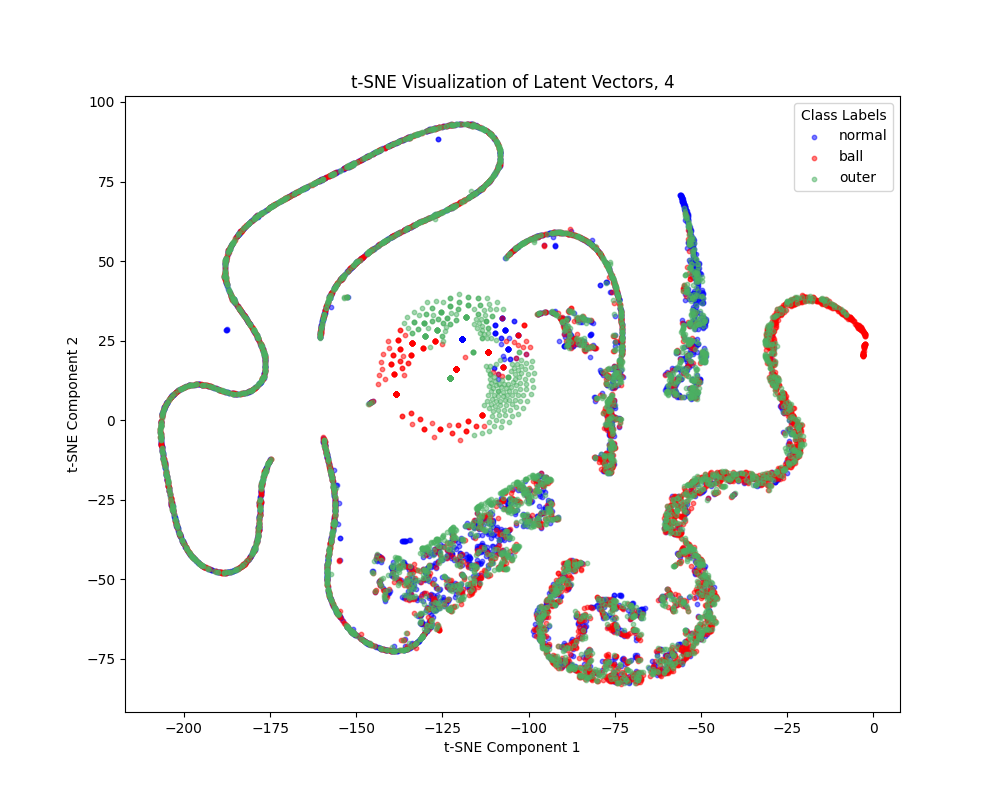 t-SNE Visualization of Latent Vectors, 4
Class Labels
normal
ball
outer
100
75
50
25
0
−25
−50
−75
t-SNE Component 2
−200
−175
−150
−125
−100
−75
−50
−25
0
t-SNE Component 1